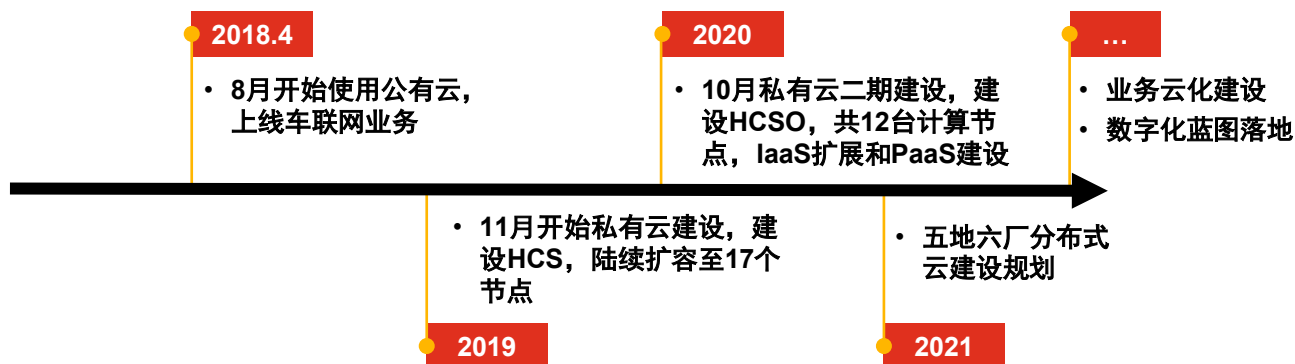 2018.4
• 8月开始使用公有云，
上线车联网业务
2019
• 11月开始私有云建设，建
设HCS，陆续扩容至17个
节点
2020
• 10月私有云二期建设，建
设HCSO，共12台计算节
点，IaaS扩展和PaaS建设
2021
• 五地六厂分布式
云建设规划
…
• 业务云化建设
• 数字化蓝图落地